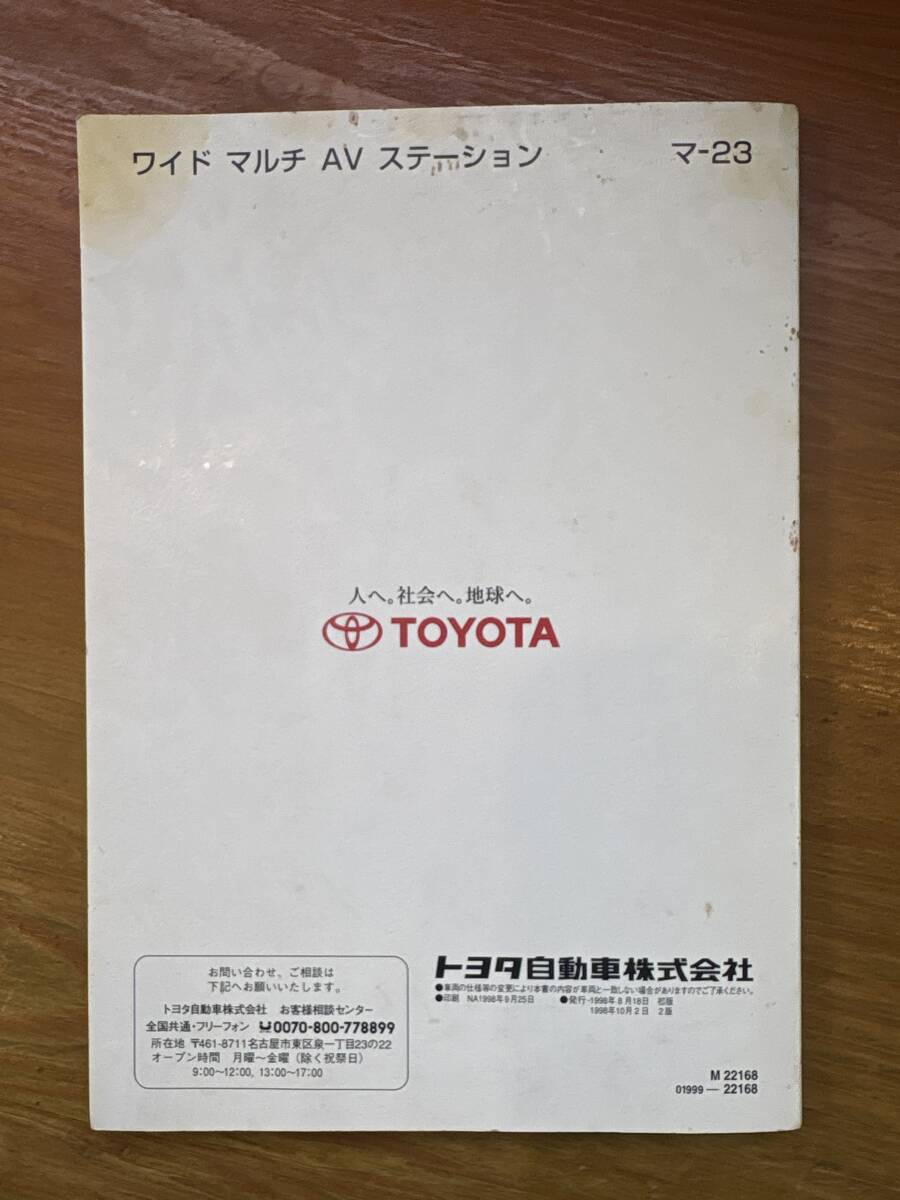 ワイド マルチ AV ステーション マ-23
人へ。社会へ。地球へ。
TOYOTA
お問い合わせ、ご相談は
下記へお願いいたします。
トヨタ自動車株式会社 お客様相談センター
全国共通・フリーフォン 0070-800-778899
所在地 〒461-8711名古屋市東区泉一丁目23の22
オープン時間 月曜〜金曜（除く祝祭日）
9:00〜12:00, 13:00〜17:00
トヨタ自動車株式会社
●車両の仕様等の変更により本書の内容が車両と一致しない場合がありますのでご了承ください。
●印刷 NA1998年9月25日 ●発行-1998年8月18日 初版
1998年10月2日 2版
M 22168
01999 — 22168